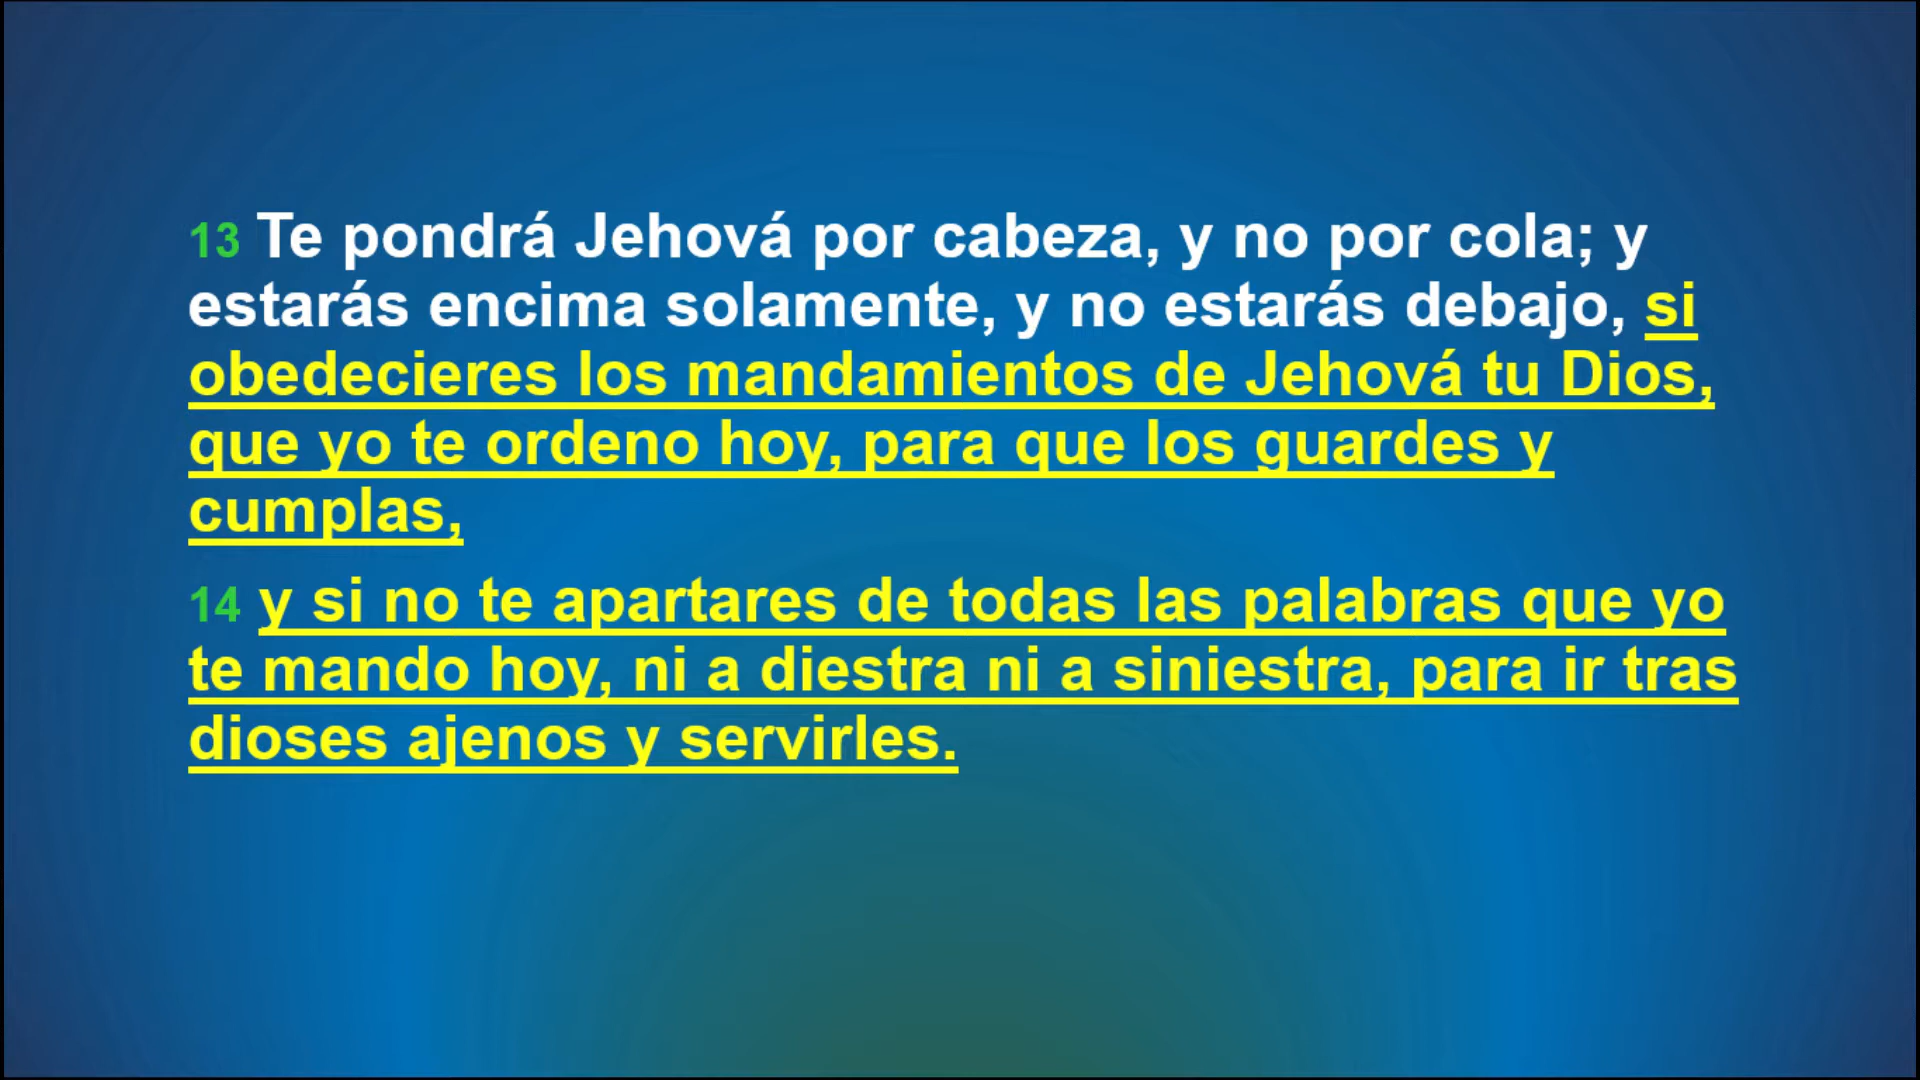 13 Te pondrá Jehová por cabeza, y no por cola; y
estarás encima solamente, y no estarás debajo, si
obedecieres los mandamientos de Jehová tu Dios,
que yo te ordeno hoy, para que los guardes y
cumplas,
14 y si no te apartares de todas las palabras que yo
te mando hoy, ni a diestra ni a siniestra, para ir tras
dioses ajenos y servirles.